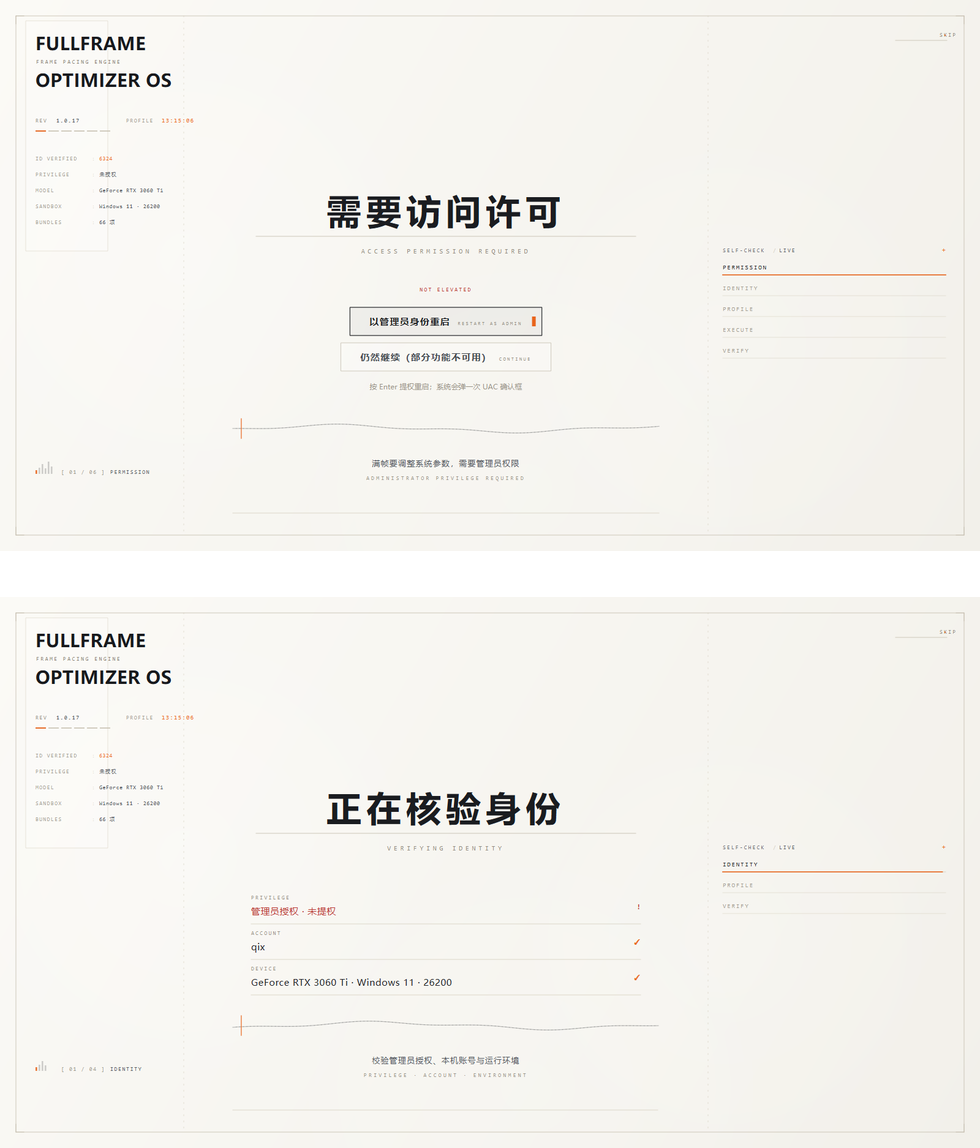 FULLFRAME
FRAME PACING ENGINE
OPTIMIZER OS
REV 1.0.17 PROFILE 13:15:06
ID VERIFIED : 6324
PRIVILEGE : 未授权
MODEL : GeForce RTX 3060 Ti
SANDBOX : Windows 11 · 26200
BUNDLES : 66 项
SKIP
需要访问许可
ACCESS PERMISSION REQUIRED
NOT ELEVATED
以管理员身份重启 RESTART AS ADMIN
仍然继续（部分功能不可用） CONTINUE
按 Enter 提权重启；系统会弹一次 UAC 确认框
满帧要调整系统参数，需要管理员权限
ADMINISTRATOR PRIVILEGE REQUIRED
SELF-CHECK / LIVE +
PERMISSION
IDENTITY
PROFILE
EXECUTE
VERIFY
[ 01 / 06 ] PERMISSION
FULLFRAME
FRAME PACING ENGINE
OPTIMIZER OS
REV 1.0.17 PROFILE 13:15:06
ID VERIFIED : 6324
PRIVILEGE : 未授权
MODEL : GeForce RTX 3060 Ti
SANDBOX : Windows 11 · 26200
BUNDLES : 66 项
SKIP
正在核验身份
VERIFYING IDENTITY
PRIVILEGE
管理员授权 · 未提权 !
ACCOUNT
qix ✓
DEVICE
GeForce RTX 3060 Ti · Windows 11 · 26200 ✓
校验管理员授权、本机账号与运行环境
PRIVILEGE · ACCOUNT · ENVIRONMENT
SELF-CHECK / LIVE +
IDENTITY
PROFILE
VERIFY
[ 01 / 04 ] IDENTITY